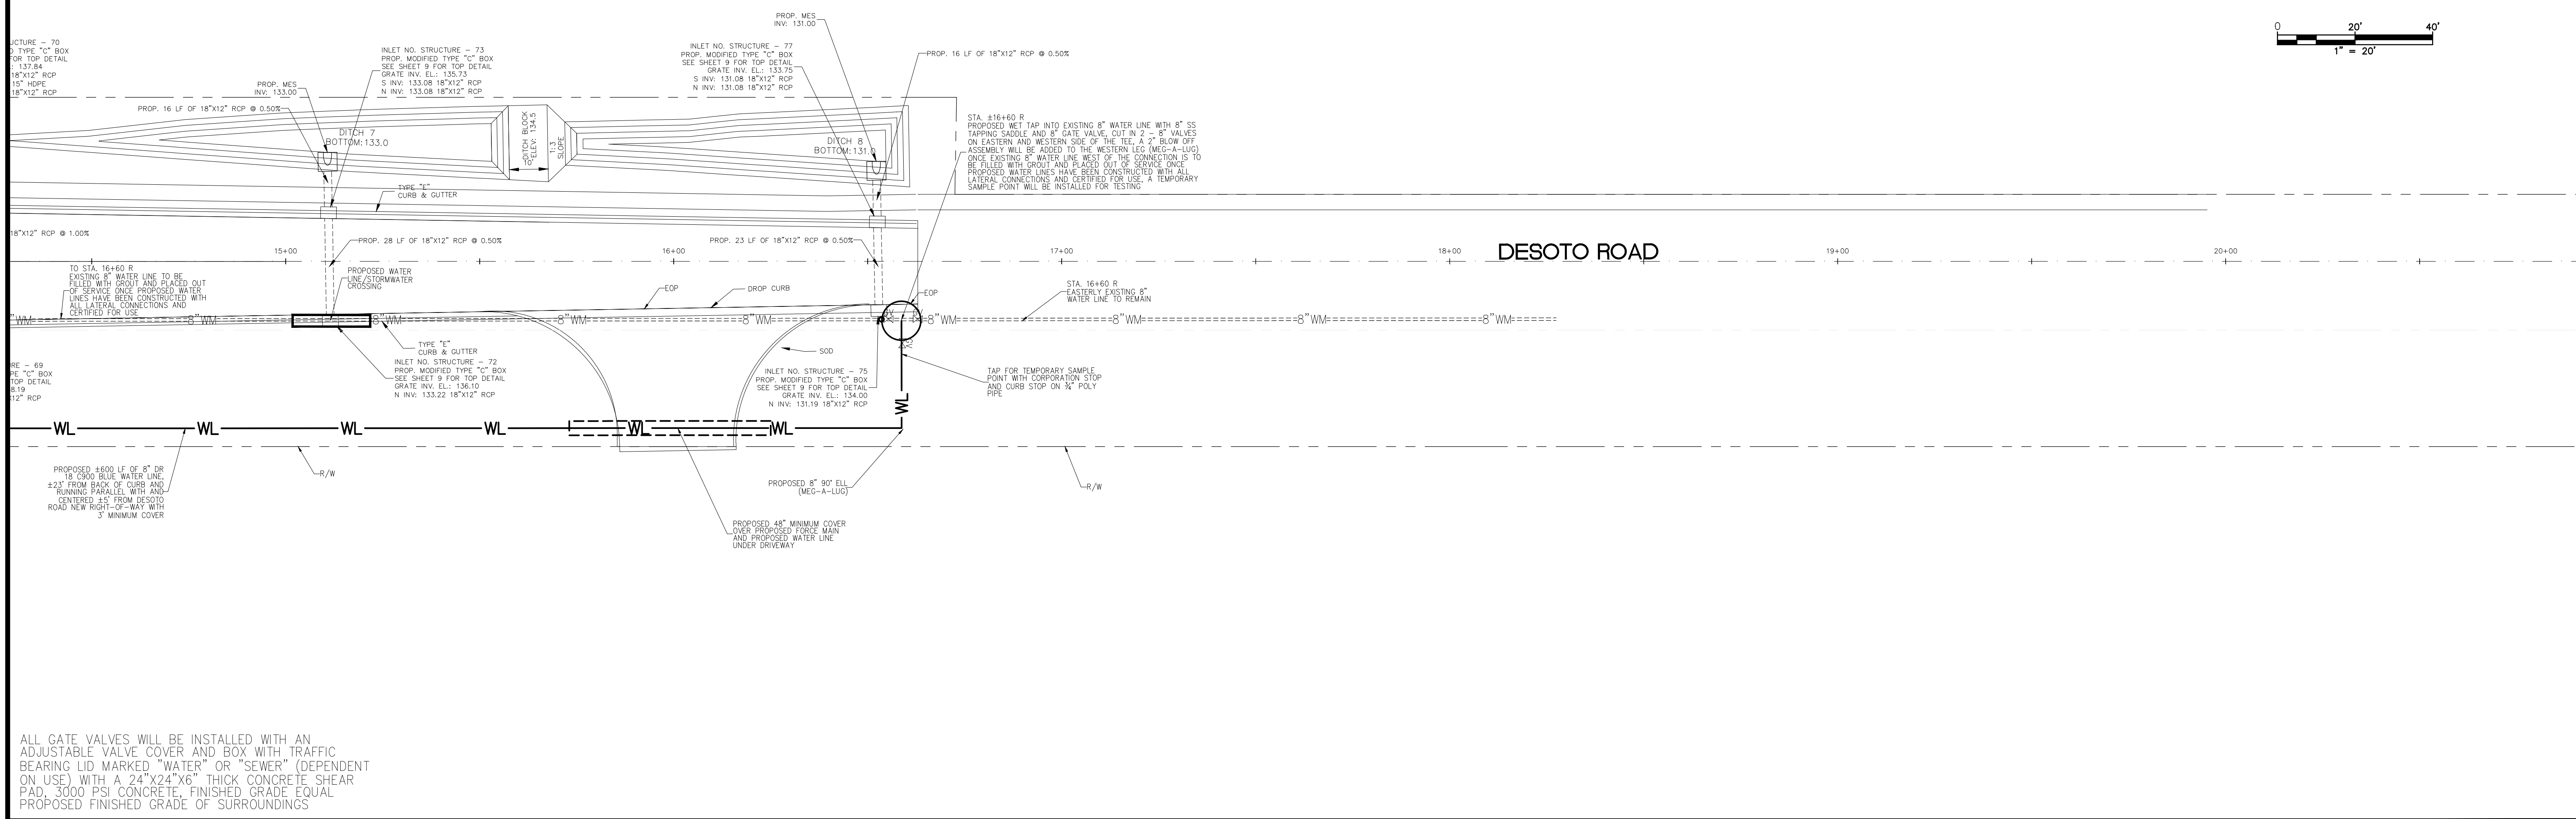 UCTURE - 70
D TYPE "C" BOX
FOR TOP DETAIL
.: 137.84
18"X12" RCP
15" HDPE
18"X12" RCP
PROP. MES
INV: 133.00
PROP. 16 LF OF 18"X12" RCP @ 0.50%
INLET NO. STRUCTURE - 73
PROP. MODIFIED TYPE "C" BOX
SEE SHEET 9 FOR TOP DETAIL
GRATE INV. EL.: 135.73
S INV: 133.08 18"X12" RCP
N INV: 133.08 18"X12" RCP
PROP. MES
INV: 131.00
INLET NO. STRUCTURE - 77
PROP. MODIFIED TYPE "C" BOX
SEE SHEET 9 FOR TOP DETAIL
GRATE INV. EL.: 133.75
S INV: 131.08 18"X12" RCP
N INV: 131.08 18"X12" RCP
PROP. 16 LF OF 18"X12" RCP @ 0.50%
0 20' 40'
1" = 20'
DITCH 7
BOTTOM: 133.0
DITCH BLOCK
ELEV: 134.5
10'
1:3
SLOPE
DITCH 8
BOTTOM: 131.0
STA. ±16+60 R
PROPOSED WET TAP INTO EXISTING 8" WATER LINE WITH 8" SS
TAPPING SADDLE AND 8" GATE VALVE, CUT IN 2 - 8" VALVES
ON EASTERN AND WESTERN SIDE OF THE TEE, A 2" BLOW OFF
ASSEMBLY WILL BE ADDED TO THE WESTERN LEG (MEG-A-LUG)
ONCE EXISTING 8" WATER LINE WEST OF THE CONNECTION IS TO
BE FILLED WITH GROUT AND PLACED OUT OF SERVICE ONCE
PROPOSED WATER LINES HAVE BEEN CONSTRUCTED WITH ALL
LATERAL CONNECTIONS AND CERTIFIED FOR USE, A TEMPORARY
SAMPLE POINT WILL BE INSTALLED FOR TESTING
TYPE "E"
CURB & GUTTER
18"X12" RCP @ 1.00%
PROP. 28 LF OF 18"X12" RCP @ 0.50%
PROP. 23 LF OF 18"X12" RCP @ 0.50%
15+00
16+00
17+00
18+00
DESOTO ROAD
19+00
20+00
TO STA. 16+60 R
EXISTING 8" WATER LINE TO BE
FILLED WITH GROUT AND PLACED OUT
OF SERVICE ONCE PROPOSED WATER
LINES HAVE BEEN CONSTRUCTED WITH
ALL LATERAL CONNECTIONS AND
CERTIFIED FOR USE
PROPOSED WATER
LINE/STORMWATER
CROSSING
EOP
DROP CURB
EOP
STA. 16+60 R
EASTERLY EXISTING 8"
WATER LINE TO REMAIN
" WM 8" WM 8" WM 8" WM 8" WM 8" WM 8" WM 8" WM 8" WM
TYPE "E"
CURB & GUTTER
INLET NO. STRUCTURE - 72
PROP. MODIFIED TYPE "C" BOX
SEE SHEET 9 FOR TOP DETAIL
GRATE INV. EL.: 136.10
N INV: 133.22 18"X12" RCP
SOD
INLET NO. STRUCTURE - 75
PROP. MODIFIED TYPE "C" BOX
SEE SHEET 9 FOR TOP DETAIL
GRATE INV. EL.: 134.00
N INV: 131.19 18"X12" RCP
TAP FOR TEMPORARY SAMPLE
POINT WITH CORPORATION STOP
AND CURB STOP ON ¾" POLY
PIPE
RE - 69
PE "C" BOX
TOP DETAIL
8.19
X12" RCP
WL
WL WL WL WL WL WL
PROPOSED ±600 LF OF 8" DR
18 C900 BLUE WATER LINE,
±23' FROM BACK OF CURB AND
RUNNING PARALLEL WITH AND
CENTERED ±5' FROM DESOTO
ROAD NEW RIGHT-OF-WAY WITH
3' MINIMUM COVER
R/W
PROPOSED 8" 90° ELL
(MEG-A-LUG)
R/W
PROPOSED 48" MINIMUM COVER
OVER PROPOSED FORCE MAIN
AND PROPOSED WATER LINE
UNDER DRIVEWAY
ALL GATE VALVES WILL BE INSTALLED WITH AN
ADJUSTABLE VALVE COVER AND BOX WITH TRAFFIC
BEARING LID MARKED "WATER" OR "SEWER" (DEPENDENT
ON USE) WITH A 24"X24"X6" THICK CONCRETE SHEAR
PAD, 3000 PSI CONCRETE, FINISHED GRADE EQUAL
PROPOSED FINISHED GRADE OF SURROUNDINGS